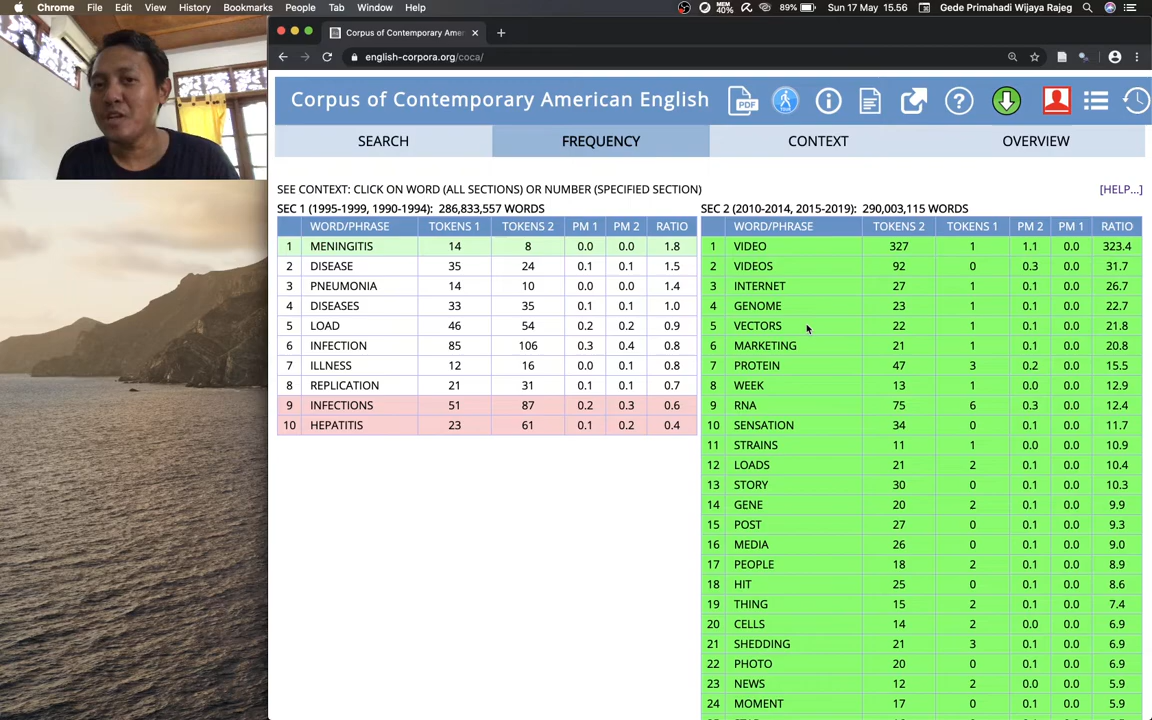 Chrome File Edit View History Bookmarks People Tab Window Help MEM 40% 89% Sun 17 May 15.56 Gede Primahadi Wijaya Rajeg
Corpus of Contemporary Amer
english-corpora.org/coca/
Corpus of Contemporary American English PDF
SEARCH FREQUENCY CONTEXT OVERVIEW
SEE CONTEXT: CLICK ON WORD (ALL SECTIONS) OR NUMBER (SPECIFIED SECTION) [HELP...]
SEC 1 (1995-1999, 1990-1994): 286,833,557 WORDS
WORD/PHRASE TOKENS 1 TOKENS 2 PM 1 PM 2 RATIO
1 MENINGITIS 14 8 0.0 0.0 1.8
2 DISEASE 35 24 0.1 0.1 1.5
3 PNEUMONIA 14 10 0.0 0.0 1.4
4 DISEASES 33 35 0.1 0.1 1.0
5 LOAD 46 54 0.2 0.2 0.9
6 INFECTION 85 106 0.3 0.4 0.8
7 ILLNESS 12 16 0.0 0.1 0.8
8 REPLICATION 21 31 0.1 0.1 0.7
9 INFECTIONS 51 87 0.2 0.3 0.6
10 HEPATITIS 23 61 0.1 0.2 0.4
SEC 2 (2010-2014, 2015-2019): 290,003,115 WORDS
WORD/PHRASE TOKENS 2 TOKENS 1 PM 2 PM 1 RATIO
1 VIDEO 327 1 1.1 0.0 323.4
2 VIDEOS 92 0 0.3 0.0 31.7
3 INTERNET 27 1 0.1 0.0 26.7
4 GENOME 23 1 0.1 0.0 22.7
5 VECTORS 22 1 0.1 0.0 21.8
6 MARKETING 21 1 0.1 0.0 20.8
7 PROTEIN 47 3 0.2 0.0 15.5
8 WEEK 13 1 0.0 0.0 12.9
9 RNA 75 6 0.3 0.0 12.4
10 SENSATION 34 0 0.1 0.0 11.7
11 STRAINS 11 1 0.0 0.0 10.9
12 LOADS 21 2 0.1 0.0 10.4
13 STORY 30 0 0.1 0.0 10.3
14 GENE 20 2 0.1 0.0 9.9
15 POST 27 0 0.1 0.0 9.3
16 MEDIA 26 0 0.1 0.0 9.0
17 PEOPLE 18 2 0.1 0.0 8.9
18 HIT 25 0 0.1 0.0 8.6
19 THING 15 2 0.1 0.0 7.4
20 CELLS 14 2 0.0 0.0 6.9
21 SHEDDING 21 3 0.1 0.0 6.9
22 PHOTO 20 0 0.1 0.0 6.9
23 NEWS 12 2 0.0 0.0 5.9
24 MOMENT 17 0 0.1 0.0 5.9